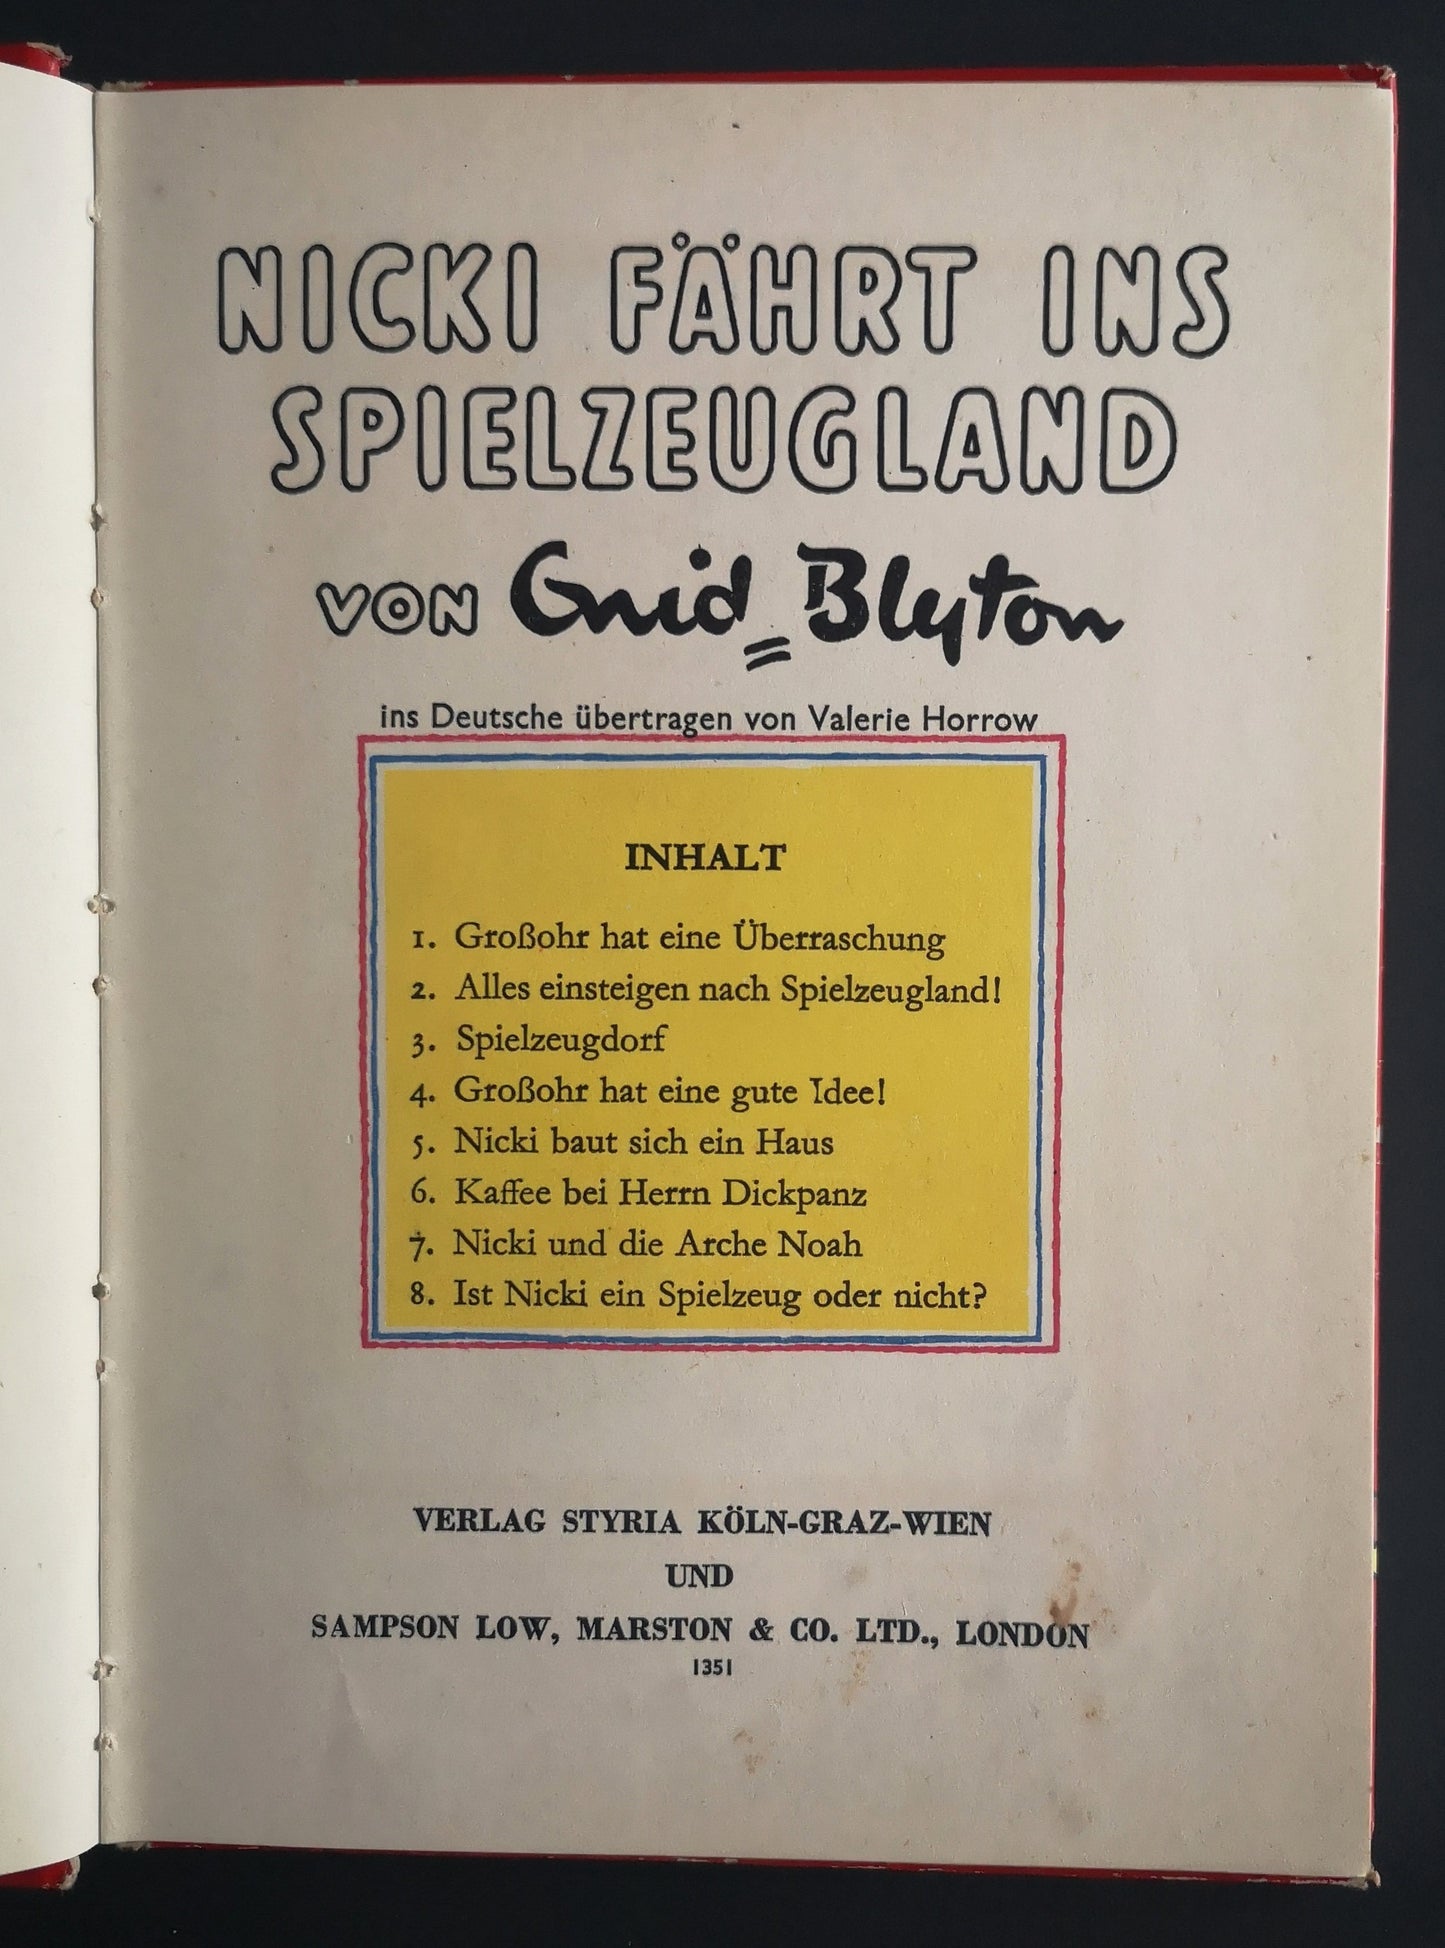 NICKI FÄHRT INS
SPIELZEUGLAND
VON Enid Blyton
ins Deutsche übertragen von Valerie Horrow
INHALT
1. Großohr hat eine Überraschung
2. Alles einsteigen nach Spielzeugland!
3. Spielzeugdorf
4. Großohr hat eine gute Idee!
5. Nicki baut sich ein Haus
6. Kaffee bei Herrn Dickpanz
7. Nicki und die Arche Noah
8. Ist Nicki ein Spielzeug oder nicht?
VERLAG STYRIA KÖLN-GRAZ-WIEN
UND
SAMPSON LOW, MARSTON & CO. LTD., LONDON
1351